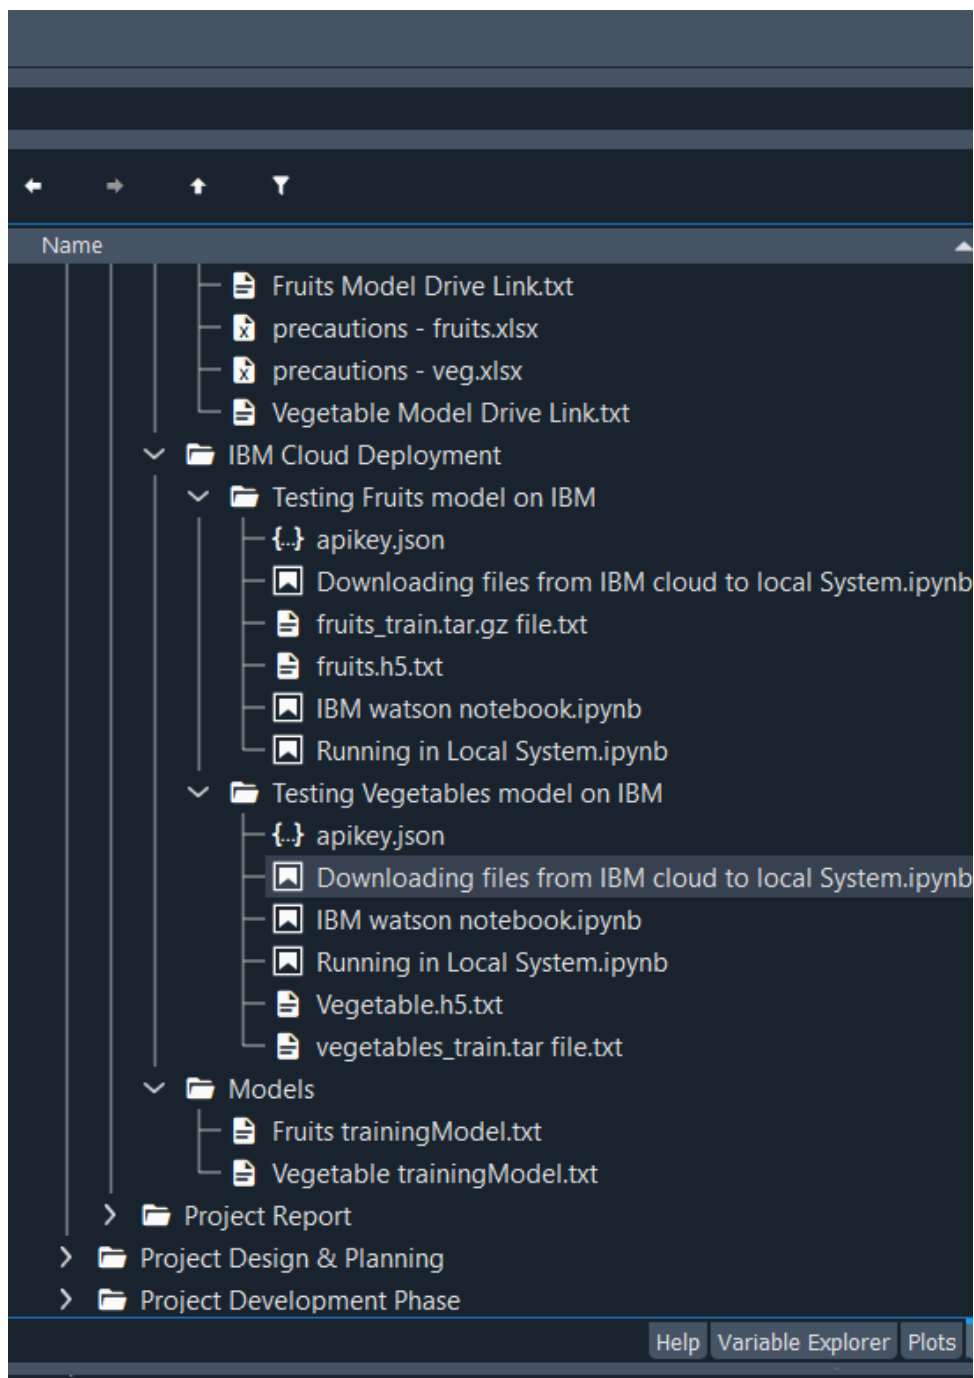 Name
Fruits Model Drive Link.txt
precautions - fruits.xlsx
precautions - veg.xlsx
Vegetable Model Drive Link.txt
IBM Cloud Deployment
Testing Fruits model on IBM
{...} apikey.json
Downloading files from IBM cloud to local System.ipynb
fruits_train.tar.gz file.txt
fruits.h5.txt
IBM watson notebook.ipynb
Running in Local System.ipynb
Testing Vegetables model on IBM
{...} apikey.json
Downloading files from IBM cloud to local System.ipynb
IBM watson notebook.ipynb
Running in Local System.ipynb
Vegetable.h5.txt
vegetables_train.tar file.txt
Models
Fruits trainingModel.txt
Vegetable trainingModel.txt
Project Report
Project Design & Planning
Project Development Phase
Help Variable Explorer Plots